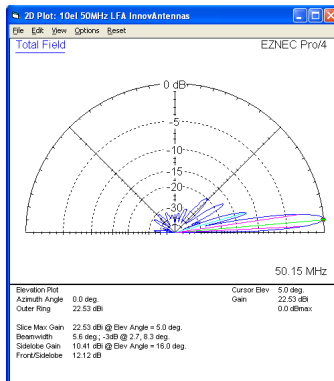 2D Plot: 10el 50MHz LFA InnovAntennas
File Edit View Options Reset
Total Field
EZNEC Pro/4
0 dB
-5
-10
-15
-20
-30
50.15 MHz
Elevation Plot
Azimuth Angle 0.0 deg.
Outer Ring 22.53 dBi
Cursor Elev 5.0 deg.
Gain 22.53 dBi
0.0 dBmax
Slice Max Gain 22.53 dBi @ Elev Angle = 5.0 deg.
Beamwidth 5.6 deg.; -3dB @ 2.7, 8.3 deg.
Sidelobe Gain 10.41 dBi @ Elev Angle = 16.0 deg.
Front/Sidelobe 12.12 dB